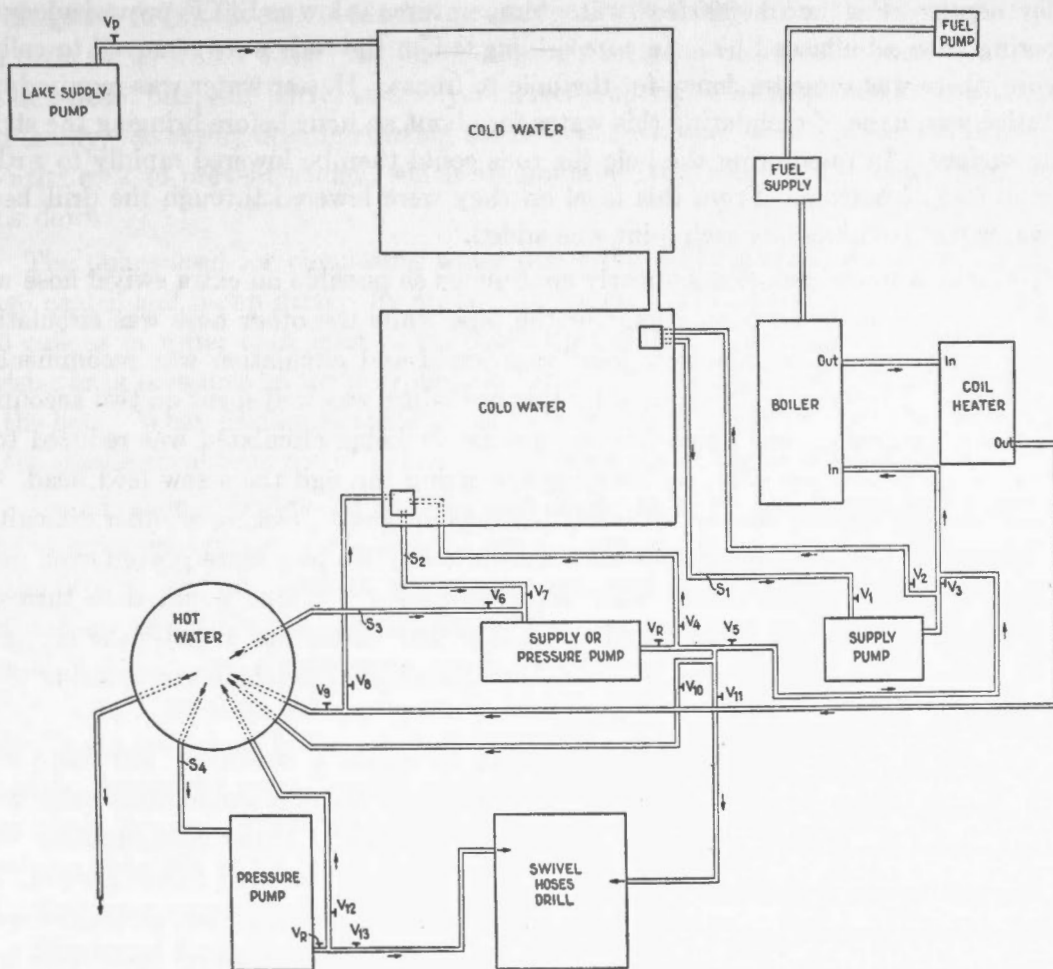 FUEL
PUMP
VR
LAKE SUPPLY
PUMP
COLD WATER
FUEL
SUPPLY
COLD WATER
BOILER
Out
In
COIL
HEATER
Out
In
S2
V7
V6
S3
HOT
WATER
SUPPLY OR
PRESSURE PUMP
VR
V4
V5
S1
V1
V2
V3
SUPPLY
PUMP
V9
V8
V10
V11
S4
PRESSURE
PUMP
V12
VR
V13
SWIVEL
HOSES
DRILL